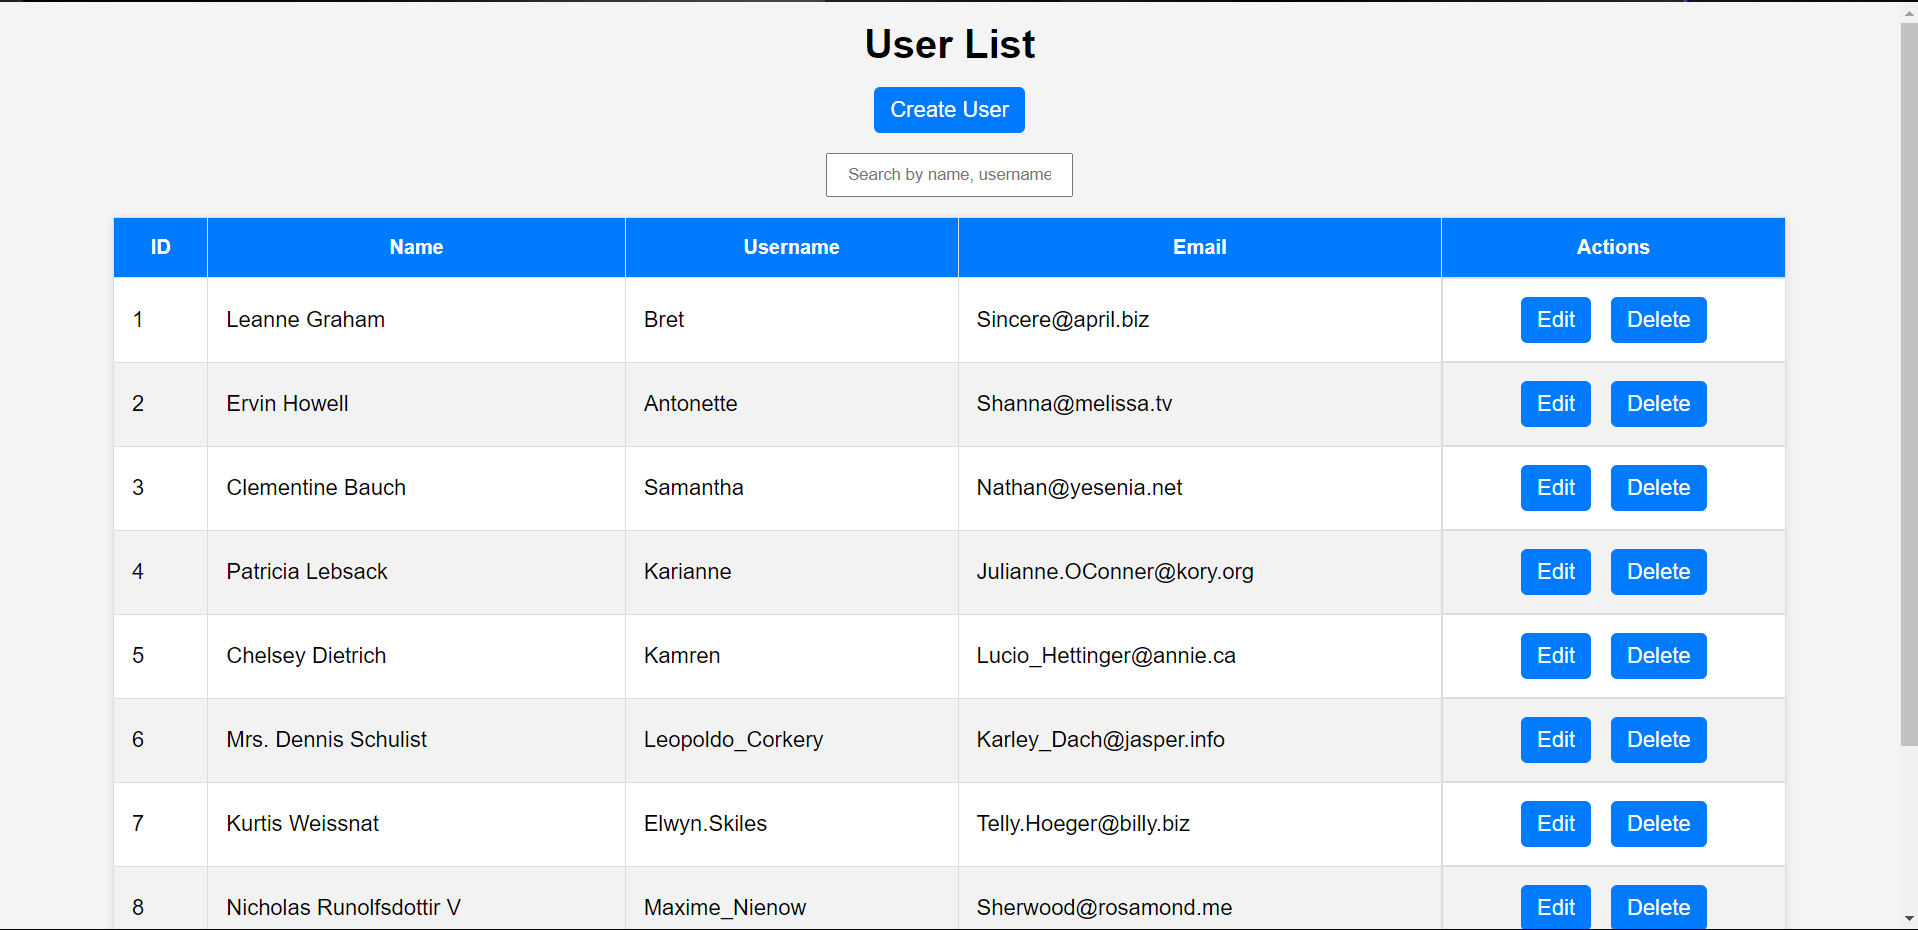 User List
Create User
Search by name, username
ID Name Username Email Actions
1 Leanne Graham Bret Sincere@april.biz Edit Delete
2 Ervin Howell Antonette Shanna@melissa.tv Edit Delete
3 Clementine Bauch Samantha Nathan@yesenia.net Edit Delete
4 Patricia Lebsack Karianne Julianne.OConner@kory.org Edit Delete
5 Chelsey Dietrich Kamren Lucio_Hettinger@annie.ca Edit Delete
6 Mrs. Dennis Schulist Leopoldo_Corkery Karley_Dach@jasper.info Edit Delete
7 Kurtis Weissnat Elwyn.Skiles Telly.Hoeger@billy.biz Edit Delete
8 Nicholas Runolfsdottir V Maxime_Nienow Sherwood@rosamond.me Edit Delete